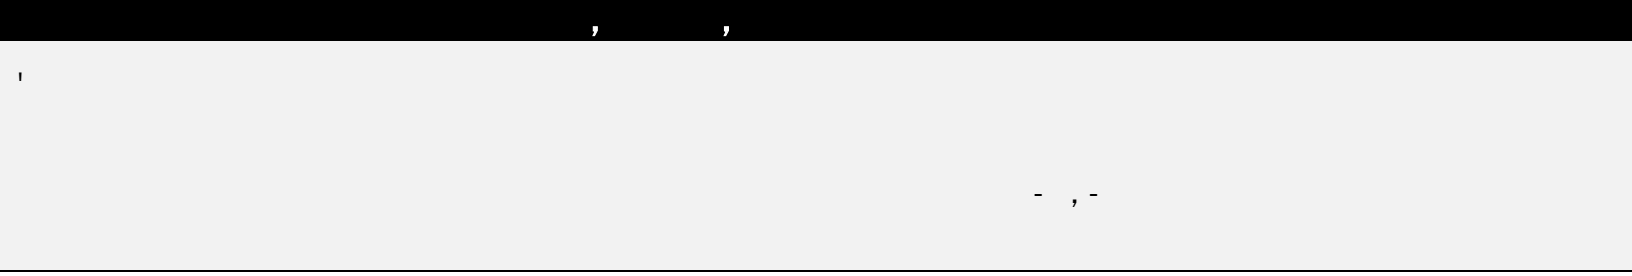 , ,
'
- ,-